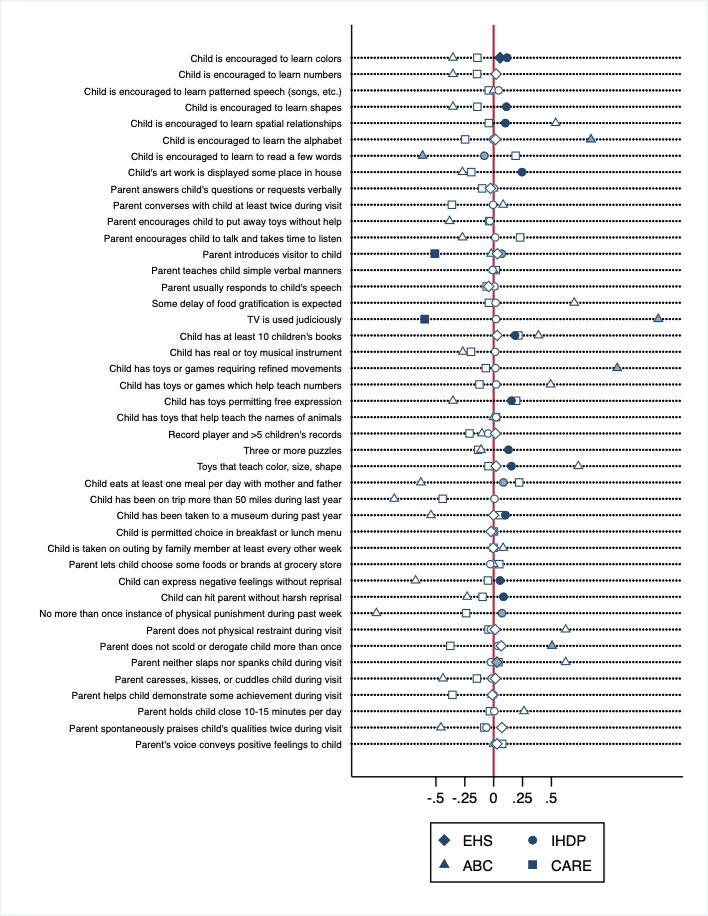 Child is encouraged to learn colors
Child is encouraged to learn numbers
Child is encouraged to learn patterned speech (songs, etc.)
Child is encouraged to learn shapes
Child is encouraged to learn spatial relationships
Child is encouraged to learn the alphabet
Child is encouraged to learn to read a few words
Child's art work is displayed some place in house
Parent answers child's questions or requests verbally
Parent converses with child at least twice during visit
Parent encourages child to put away toys without help
Parent encourages child to talk and takes time to listen
Parent introduces visitor to child
Parent teaches child simple verbal manners
Parent usually responds to child's speech
Some delay of food gratification is expected
TV is used judiciously
Child has at least 10 children's books
Child has real or toy musical instrument
Child has toys or games requiring refined movements
Child has toys or games which help teach numbers
Child has toys permitting free expression
Child has toys that help teach the names of animals
Record player and >5 children's records
Three or more puzzles
Toys that teach color, size, shape
Child eats at least one meal per day with mother and father
Child has been on trip more than 50 miles during last year
Child has been taken to a museum during past year
Child is permitted choice in breakfast or lunch menu
Child is taken on outing by family member at least every other week
Parent lets child choose some foods or brands at grocery store
Child can express negative feelings without reprisal
Child can hit parent without harsh reprisal
No more than once instance of physical punishment during past week
Parent does not physical restraint during visit
Parent does not scold or derogate child more than once
Parent neither slaps nor spanks child during visit
Parent caresses, kisses, or cuddles child during visit
Parent helps child demonstrate some achievement during visit
Parent holds child close 10-15 minutes per day
Parent spontaneously praises child's qualities twice during visit
Parent's voice conveys positive feelings to child
-.5 -.25 0 .25 .5
EHS IHDP
ABC CARE